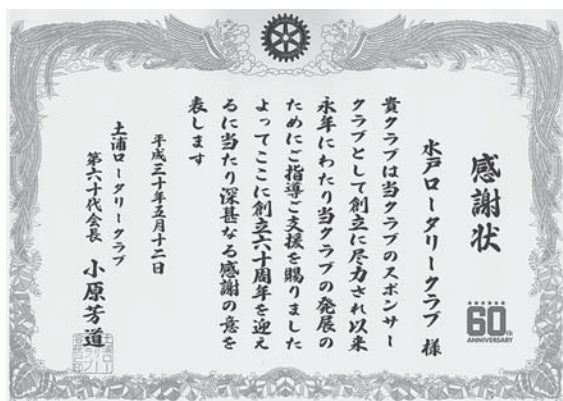 感謝状
水戸ロータリークラブ 様
貴クラブは当クラブのスポンサー
クラブとして創立に尽力され以来
永年にわたり当クラブの発展の
ためにご指導ご支援を賜りました
よってここに創立六十周年を迎え
るに当たり深甚なる感謝の意を
表します
平成三十年五月十二日
土浦ロータリークラブ
第六十代会長 小原芳道
60th
ANNIVERSARY